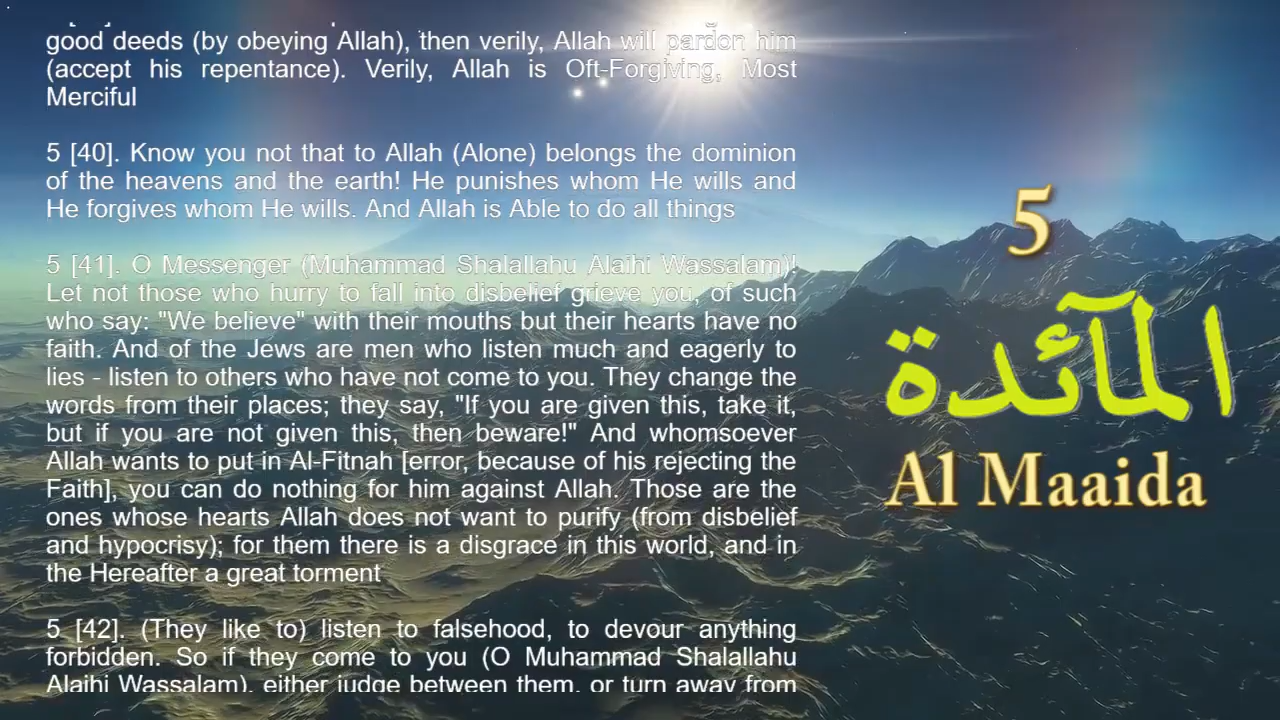 good deeds (by obeying Allah), then verily, Allah will pardon him
(accept his repentance). Verily, Allah is Oft-Forgiving, Most
Merciful
5 [40]. Know you not that to Allah (Alone) belongs the dominion
of the heavens and the earth! He punishes whom He wills and
He forgives whom He wills. And Allah is Able to do all things
5 [41]. O Messenger (Muhammad Shalallahu Alaihi Wassalam)!
Let not those who hurry to fall into disbelief grieve you, of such
who say: "We believe" with their mouths but their hearts have no
faith. And of the Jews are men who listen much and eagerly to
lies - listen to others who have not come to you. They change the
words from their places; they say, "If you are given this, take it,
but if you are not given this, then beware!" And whomsoever
Allah wants to put in Al-Fitnah [error, because of his rejecting the
Faith], you can do nothing for him against Allah. Those are the
ones whose hearts Allah does not want to purify (from disbelief
and hypocrisy); for them there is a disgrace in this world, and in
the Hereafter a great torment
5 [42]. (They like to) listen to falsehood, to devour anything
forbidden. So if they come to you (O Muhammad Shalallahu
Alaihi Wassalam), either judge between them, or turn away from
5
المآئدة
Al Maaida